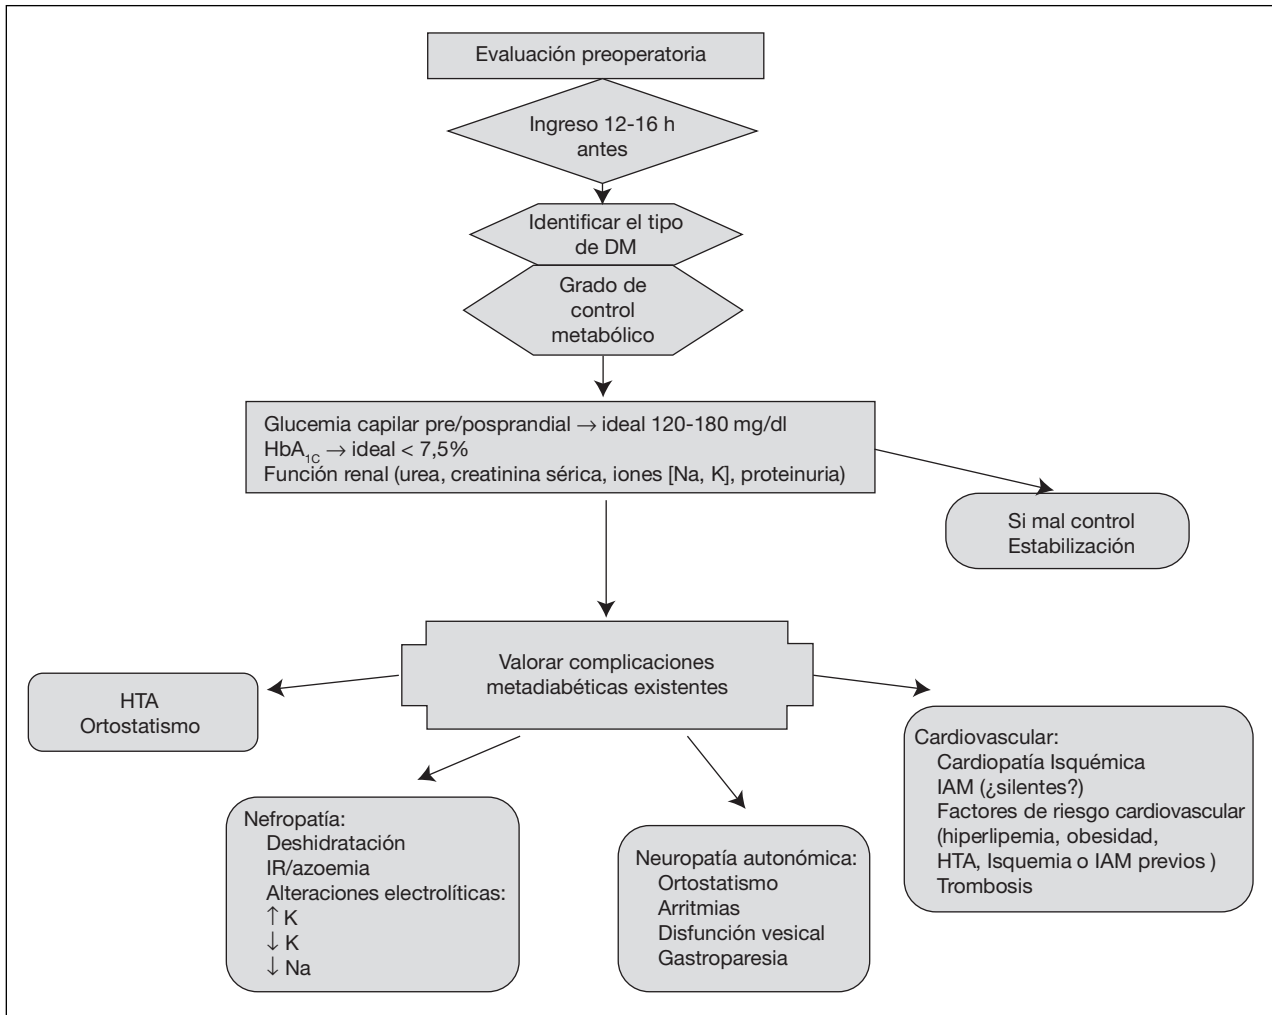 Evaluación preoperatoria
Ingreso 12-16 h
antes
Identificar el tipo
de DM
Grado de
control
metabólico
Glucemia capilar pre/posprandial → ideal 120-180 mg/dl
HbA1C → ideal < 7,5%
Función renal (urea, creatinina sérica, iones [Na, K], proteinuria)
Si mal control
Estabilización
Valorar complicaciones
metadiabéticas existentes
HTA
Ortostatismo
Nefropatía:
Deshidratación
IR/azoemia
Alteraciones electrolíticas:
↑ K
↓ K
↓ Na
Neuropatía autonómica:
Ortostatismo
Arritmias
Disfunción vesical
Gastroparesia
Cardiovascular:
Cardiopatía Isquémica
IAM (¿silentes?)
Factores de riesgo cardiovascular
(hiperlipemia, obesidad,
HTA, Isquemia o IAM previos )
Trombosis